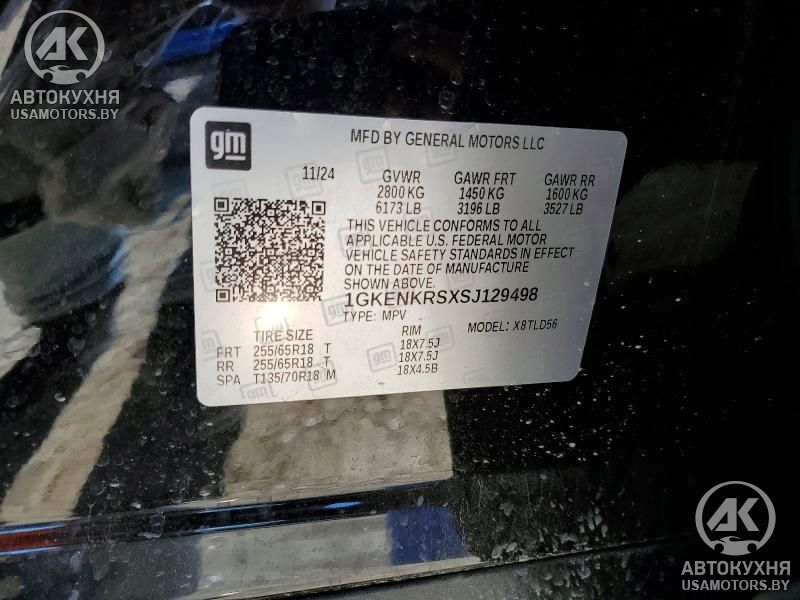 AK
АВТОКУХНЯ
USAMOTORS.BY
gm
MFD BY GENERAL MOTORS LLC
11/24 GVWR GAWR FRT GAWR RR
2800 KG 1450 KG 1600 KG
6173 LB 3196 LB 3527 LB
THIS VEHICLE CONFORMS TO ALL
APPLICABLE U.S. FEDERAL MOTOR
VEHICLE SAFETY STANDARDS IN EFFECT
ON THE DATE OF MANUFACTURE
SHOWN ABOVE.
1GKENKRSXSJ129498
TYPE: MPV MODEL: X8TLD56
TIRE SIZE RIM
FRT 255/65R18 T 18X7.5J
RR 255/65R18 T 18X7.5J
SPA T135/70R18 M 18X4.5B
AK
АВТОКУХНЯ
USAMOTORS.BY